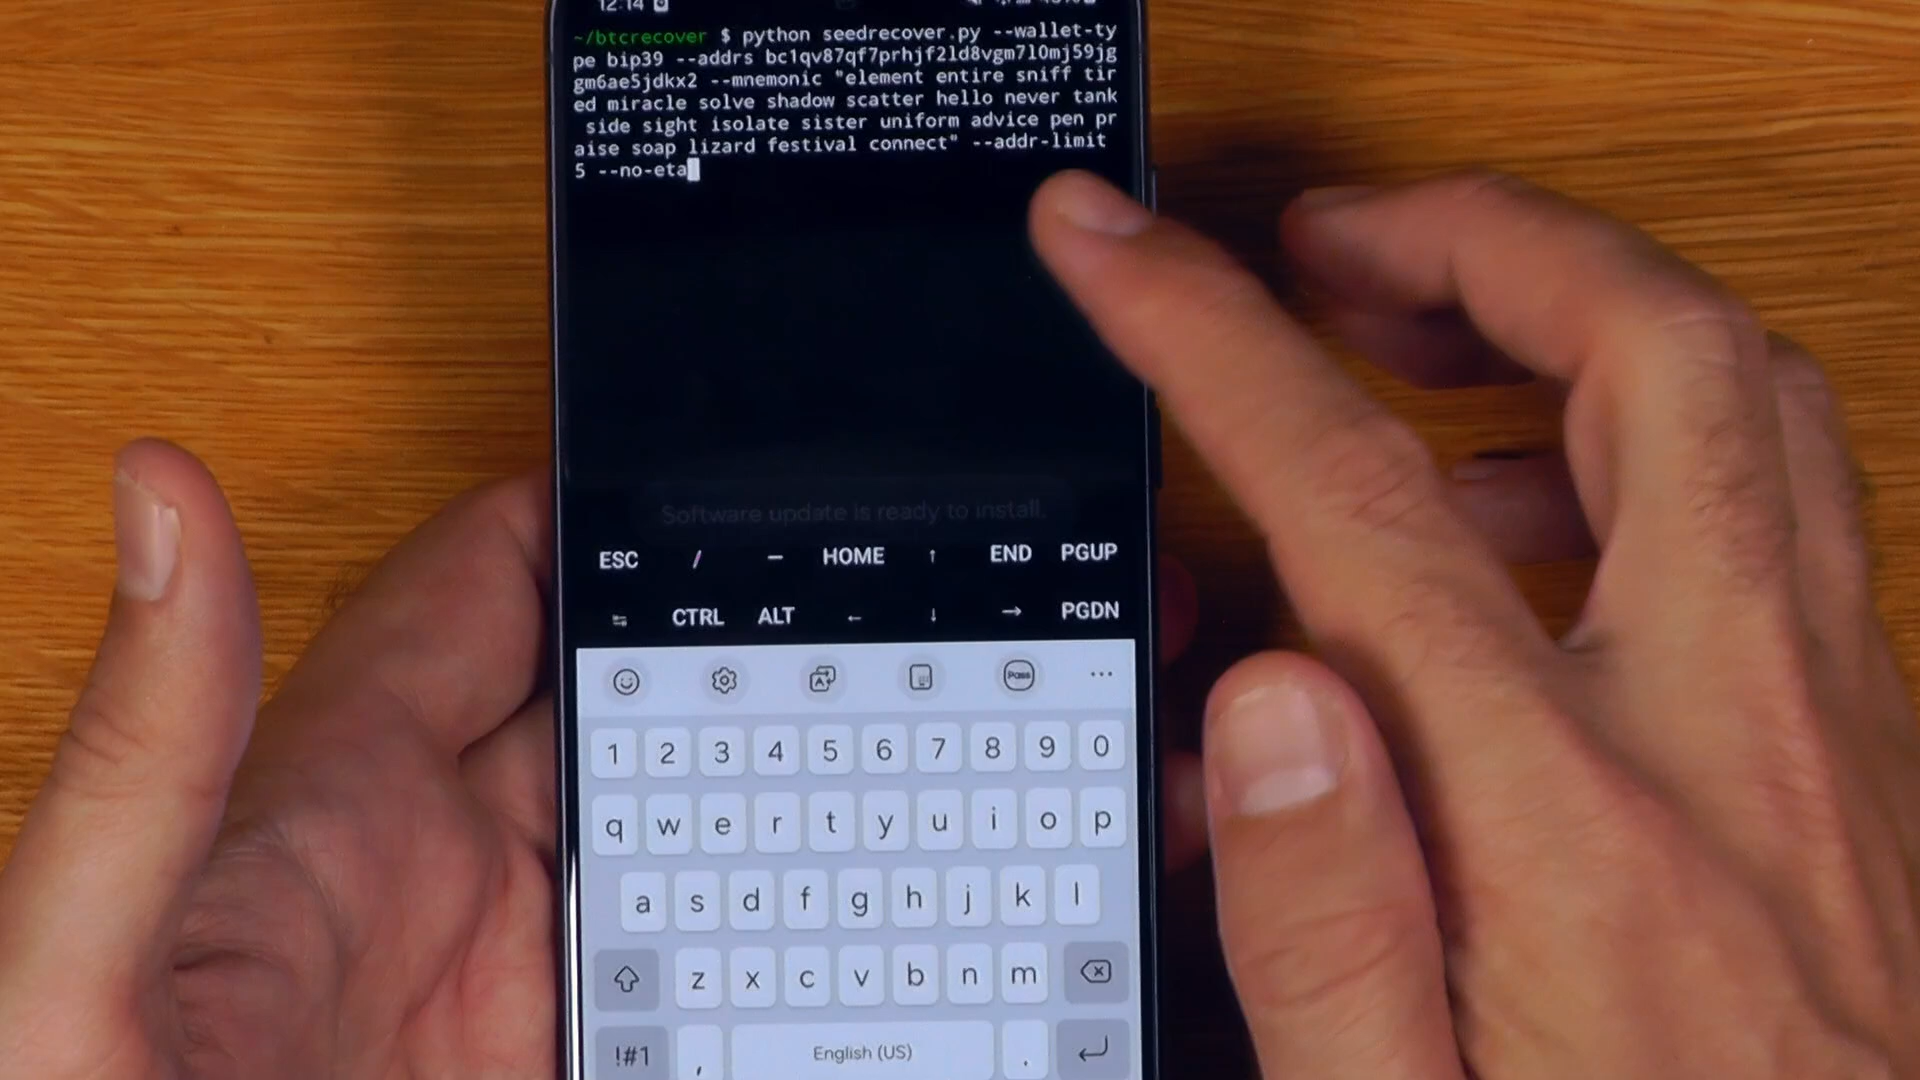 12:14
~/btcrecover $ python seedrecover.py --wallet-ty
pe bip39 --addrs bc1qv87qf7prhjf2ld8vgm7l0mj59jg
gm6ae5jdkx2 --mnemonic "element entire sniff tir
ed miracle solve shadow scatter hello never tank
side sight isolate sister uniform advice pen pr
aise soap lizard festival connect" --addr-limit
5 --no-eta
Software update is ready to install.
ESC / — HOME ↑ END PGUP
⇆ CTRL ALT ← ↓ → PGDN
Pass ...
1 2 3 4 5 6 7 8 9 0
q w e r t y u i o p
a s d f g h j k l
z x c v b n m
!#1 , English (US) .